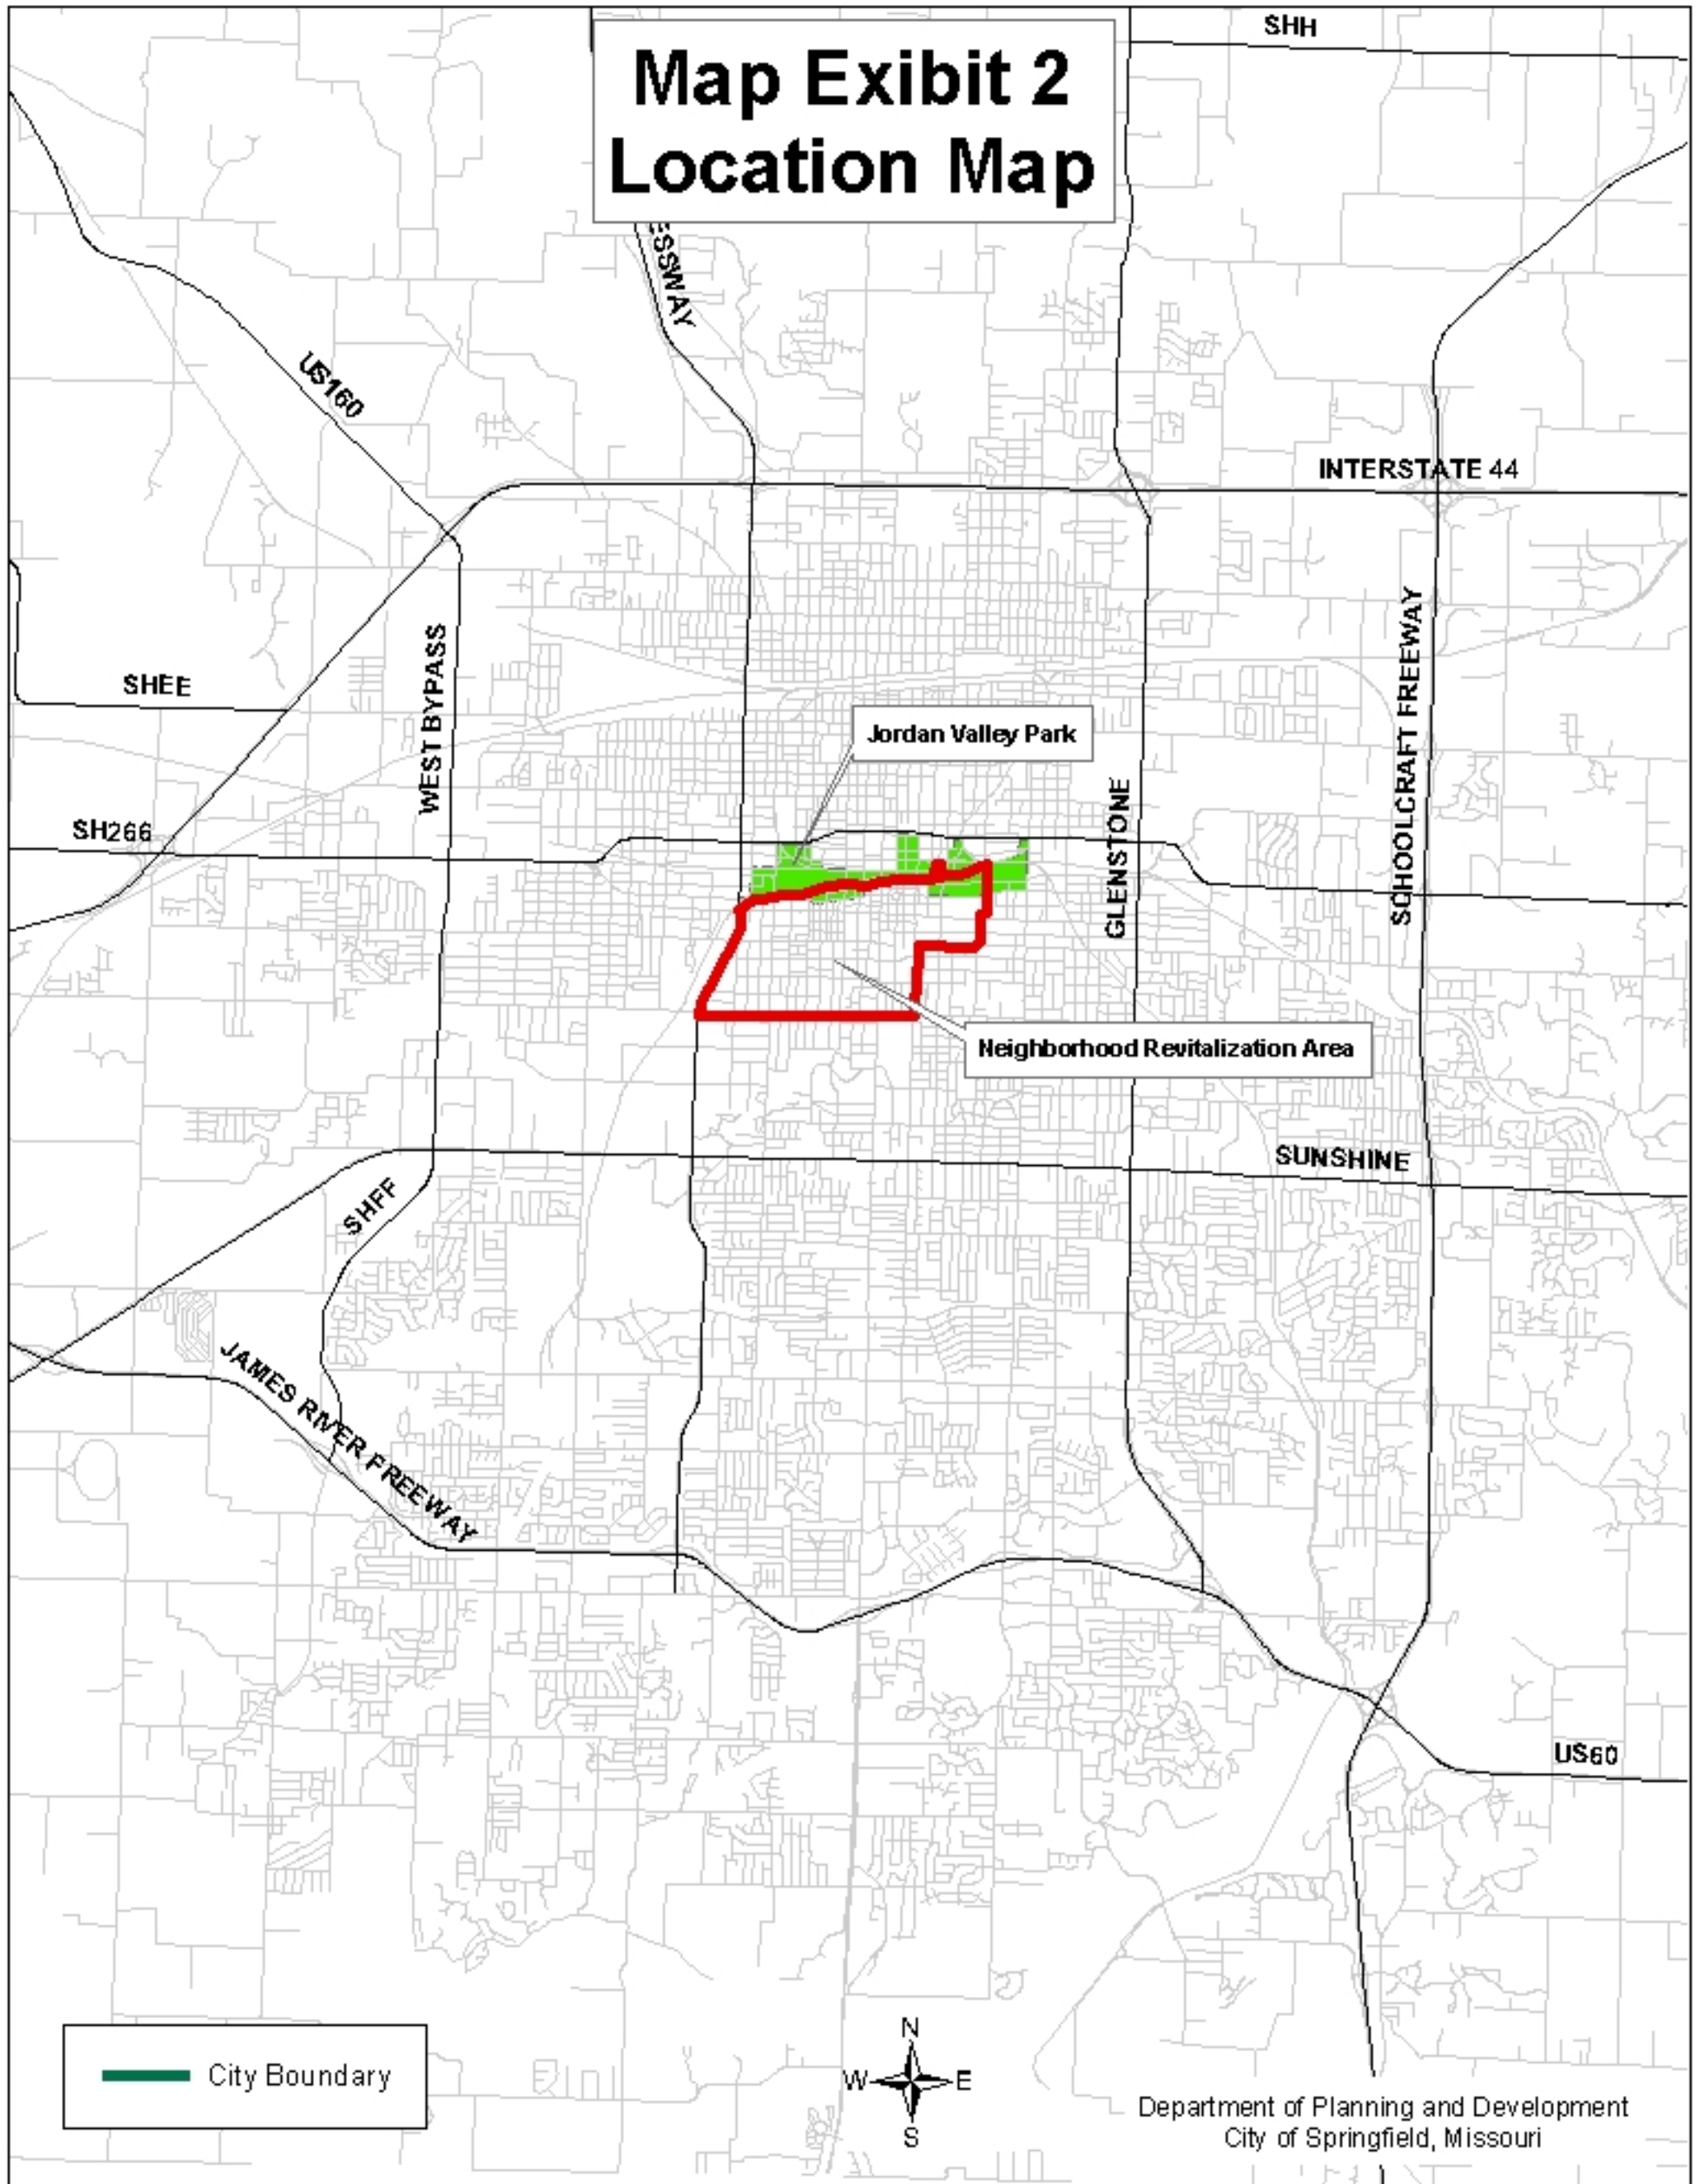 SHH
Map Exibit 2
Location Map
ESSWAY
US160
INTERSTATE 44
WEST BYPASS
SCHOOLCRAFT FREEWAY
SHEE
Jordan Valley Park
GLENSTONE
SH266
Neighborhood Revitalization Area
SUNSHINE
SHFF
JAMES RIVER FREEWAY
US60
N
W
E
S
City Boundary
Department of Planning and Development
City of Springfield, Missouri